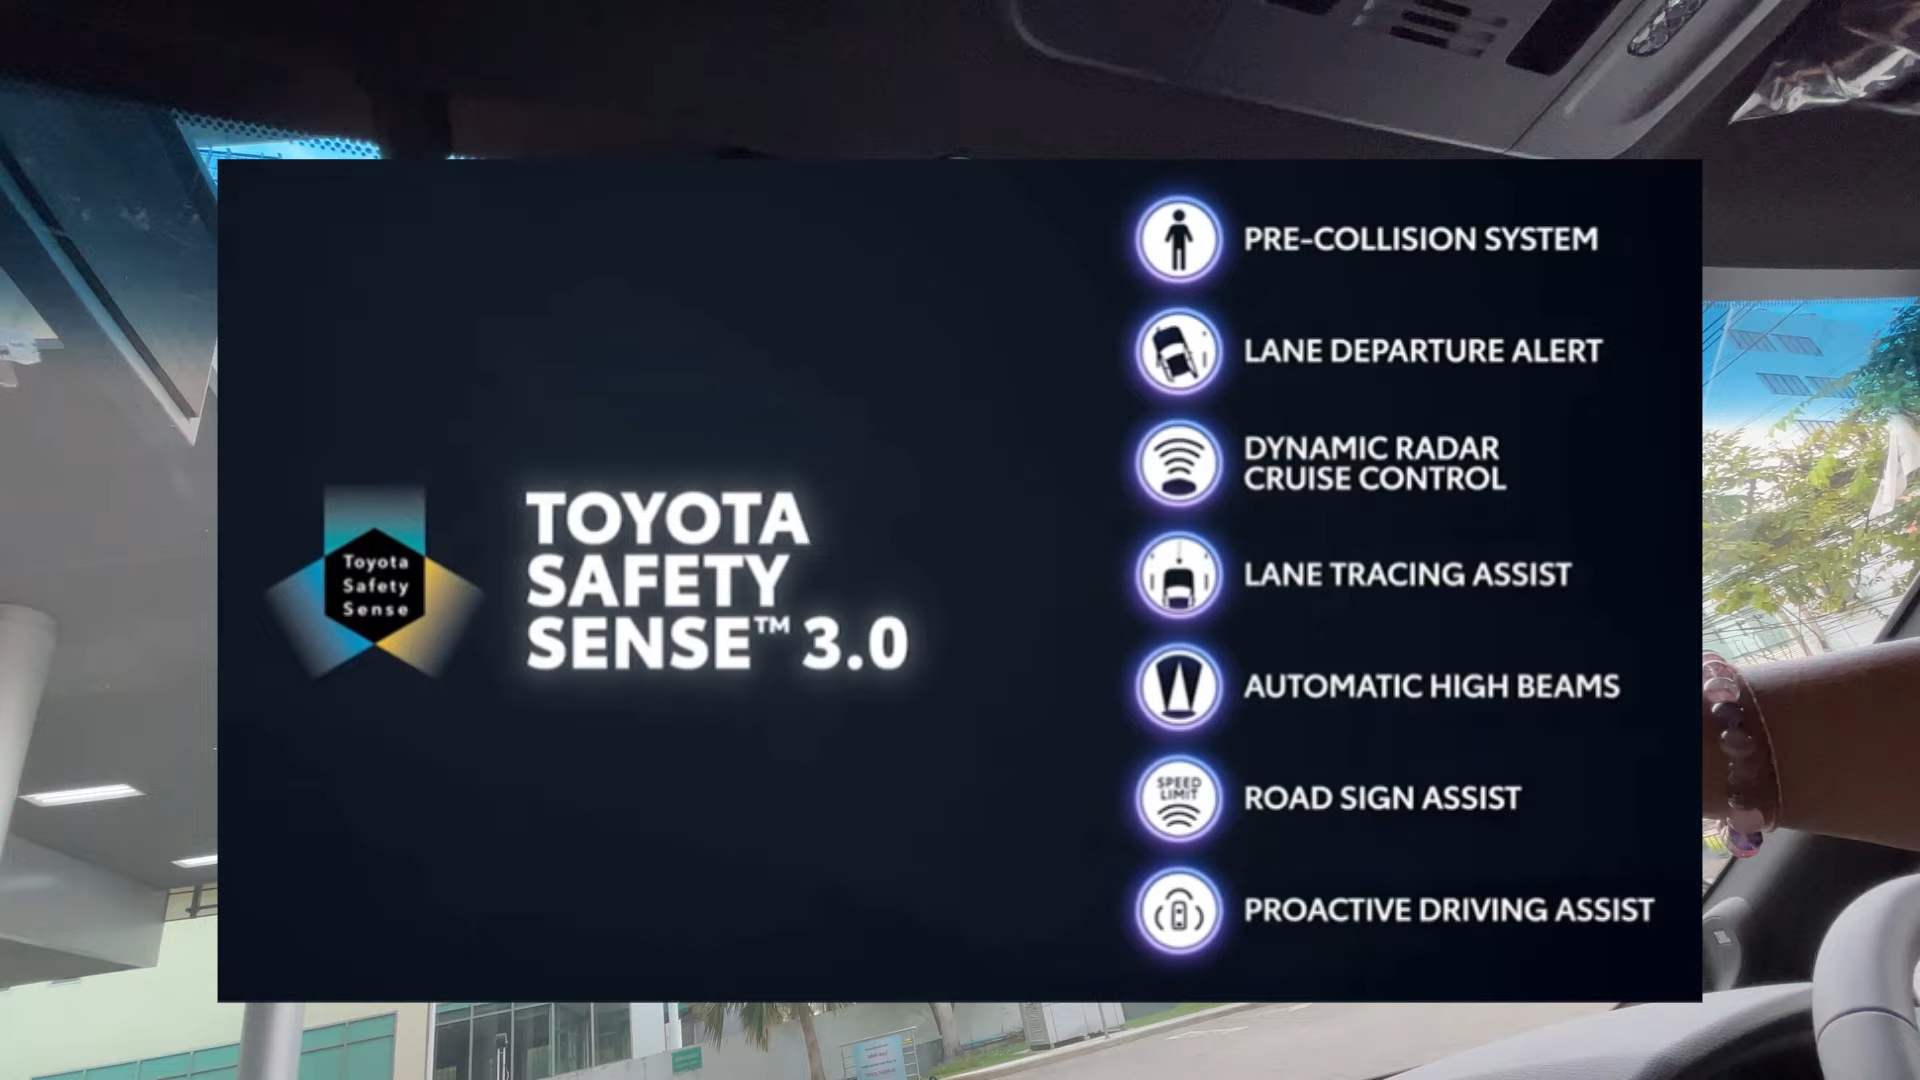 Toyota
Safety
Sense
TOYOTA
SAFETY
SENSE™ 3.0
PRE-COLLISION SYSTEM
LANE DEPARTURE ALERT
DYNAMIC RADAR
CRUISE CONTROL
LANE TRACING ASSIST
AUTOMATIC HIGH BEAMS
SPEED
LIMIT
ROAD SIGN ASSIST
PROACTIVE DRIVING ASSIST